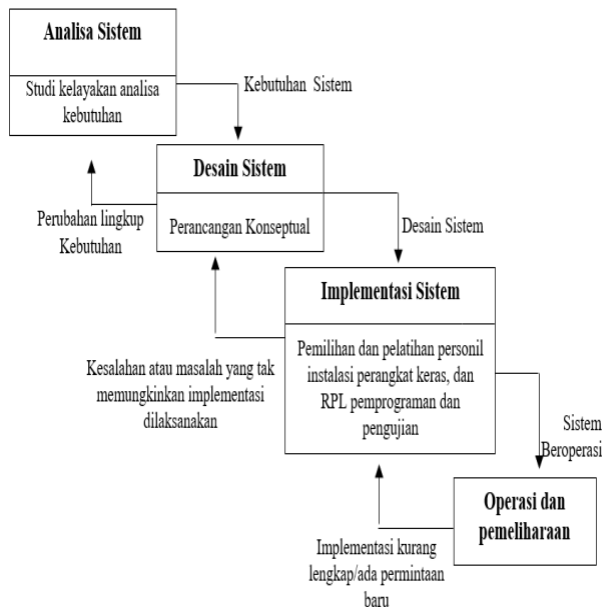 Analisa Sistem
Studi kelayakan analisa
kebutuhan
Kebutuhan Sistem
Desain Sistem
Perancangan Konseptual
Perubahan lingkup
Kebutuhan
Desain Sistem
Implementasi Sistem
Pemilihan dan pelatihan personil
instalasi perangkat keras, dan
RPL pemprograman dan
pengujian
Kesalahan atau masalah yang tak
memungkinkan implementasi
dilaksanakan
Sistem
Beroperasi
Operasi dan
pemeliharaan
Implementasi kurang
lengkap/ada permintaan
baru